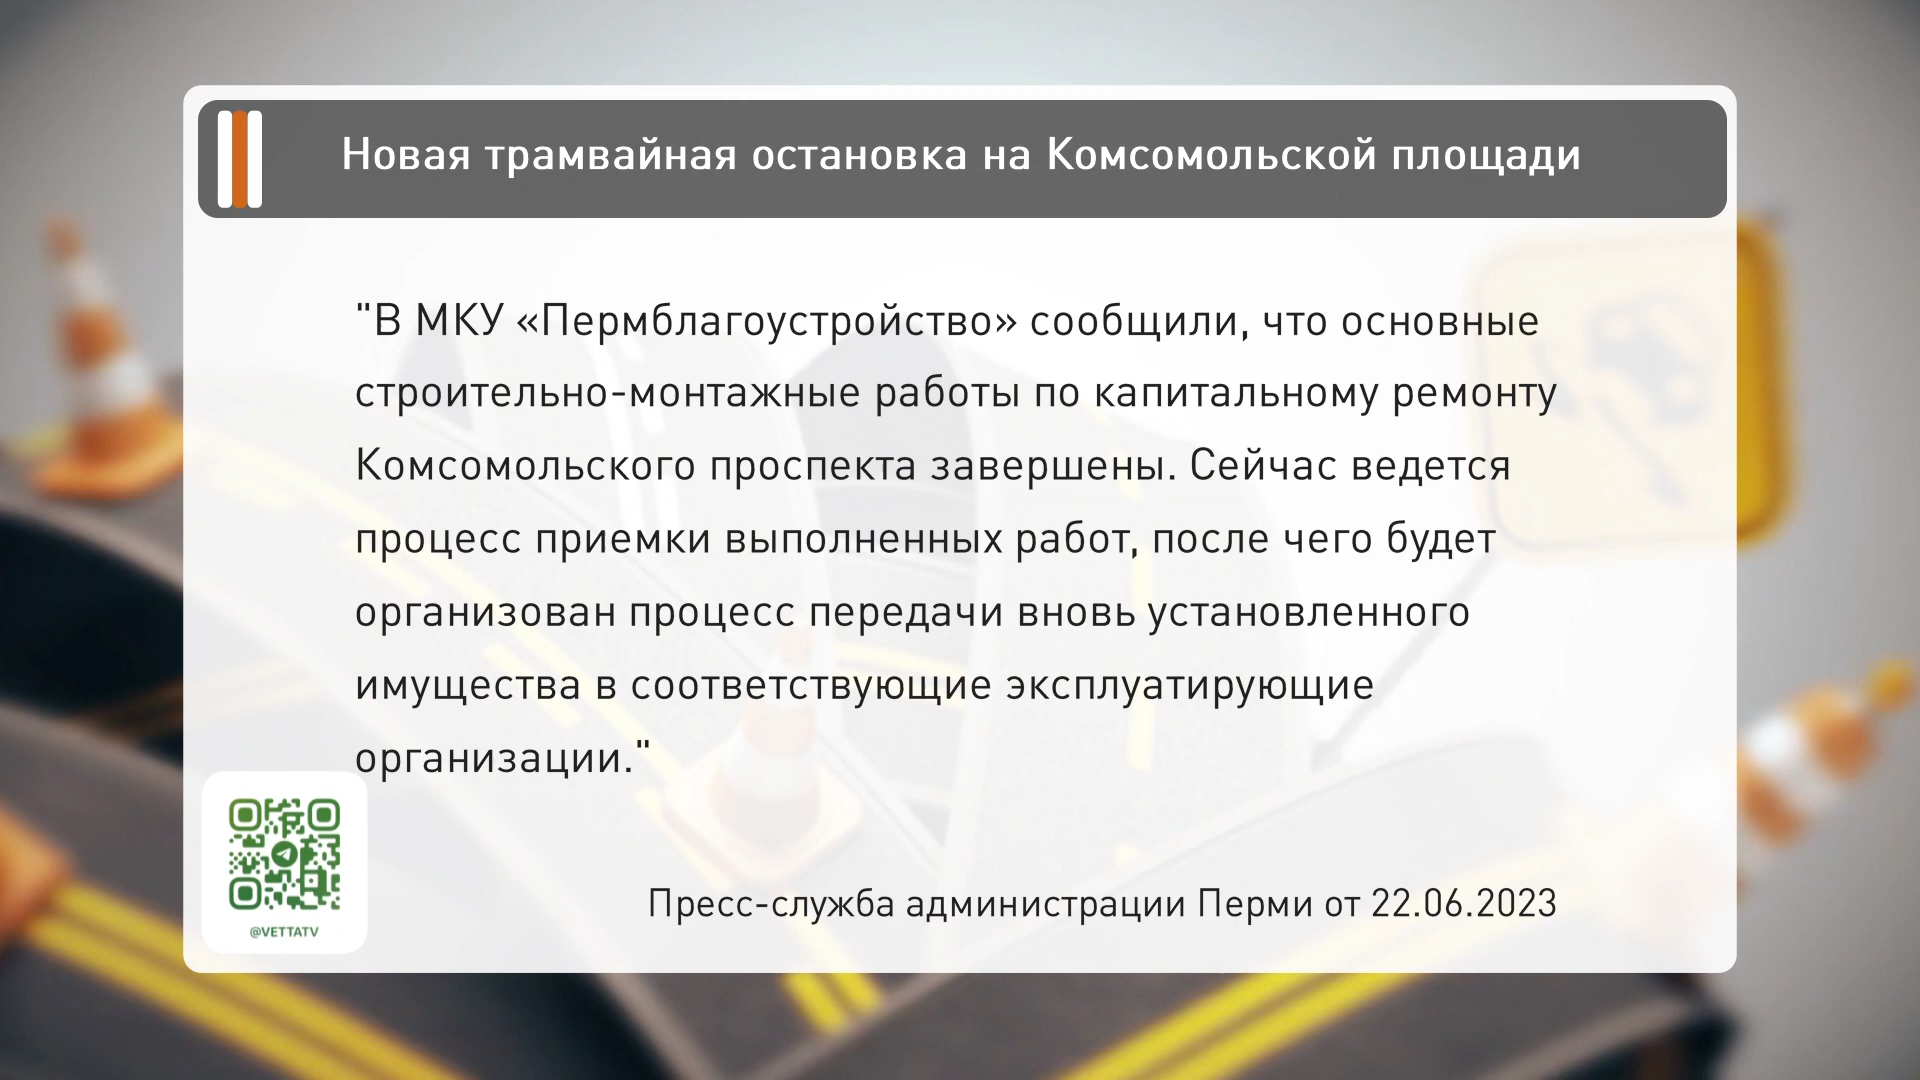 Новая трамвайная остановка на Комсомольской площади
"В МКУ «Пермблагоустройство» сообщили, что основные
строительно-монтажные работы по капитальному ремонту
Комсомольского проспекта завершены. Сейчас ведется
процесс приемки выполненных работ, после чего будет
организован процесс передачи вновь установленного
имущества в соответствующие эксплуатирующие
организации."
Пресс-служба администрации Перми от 22.06.2023
@VETTATV